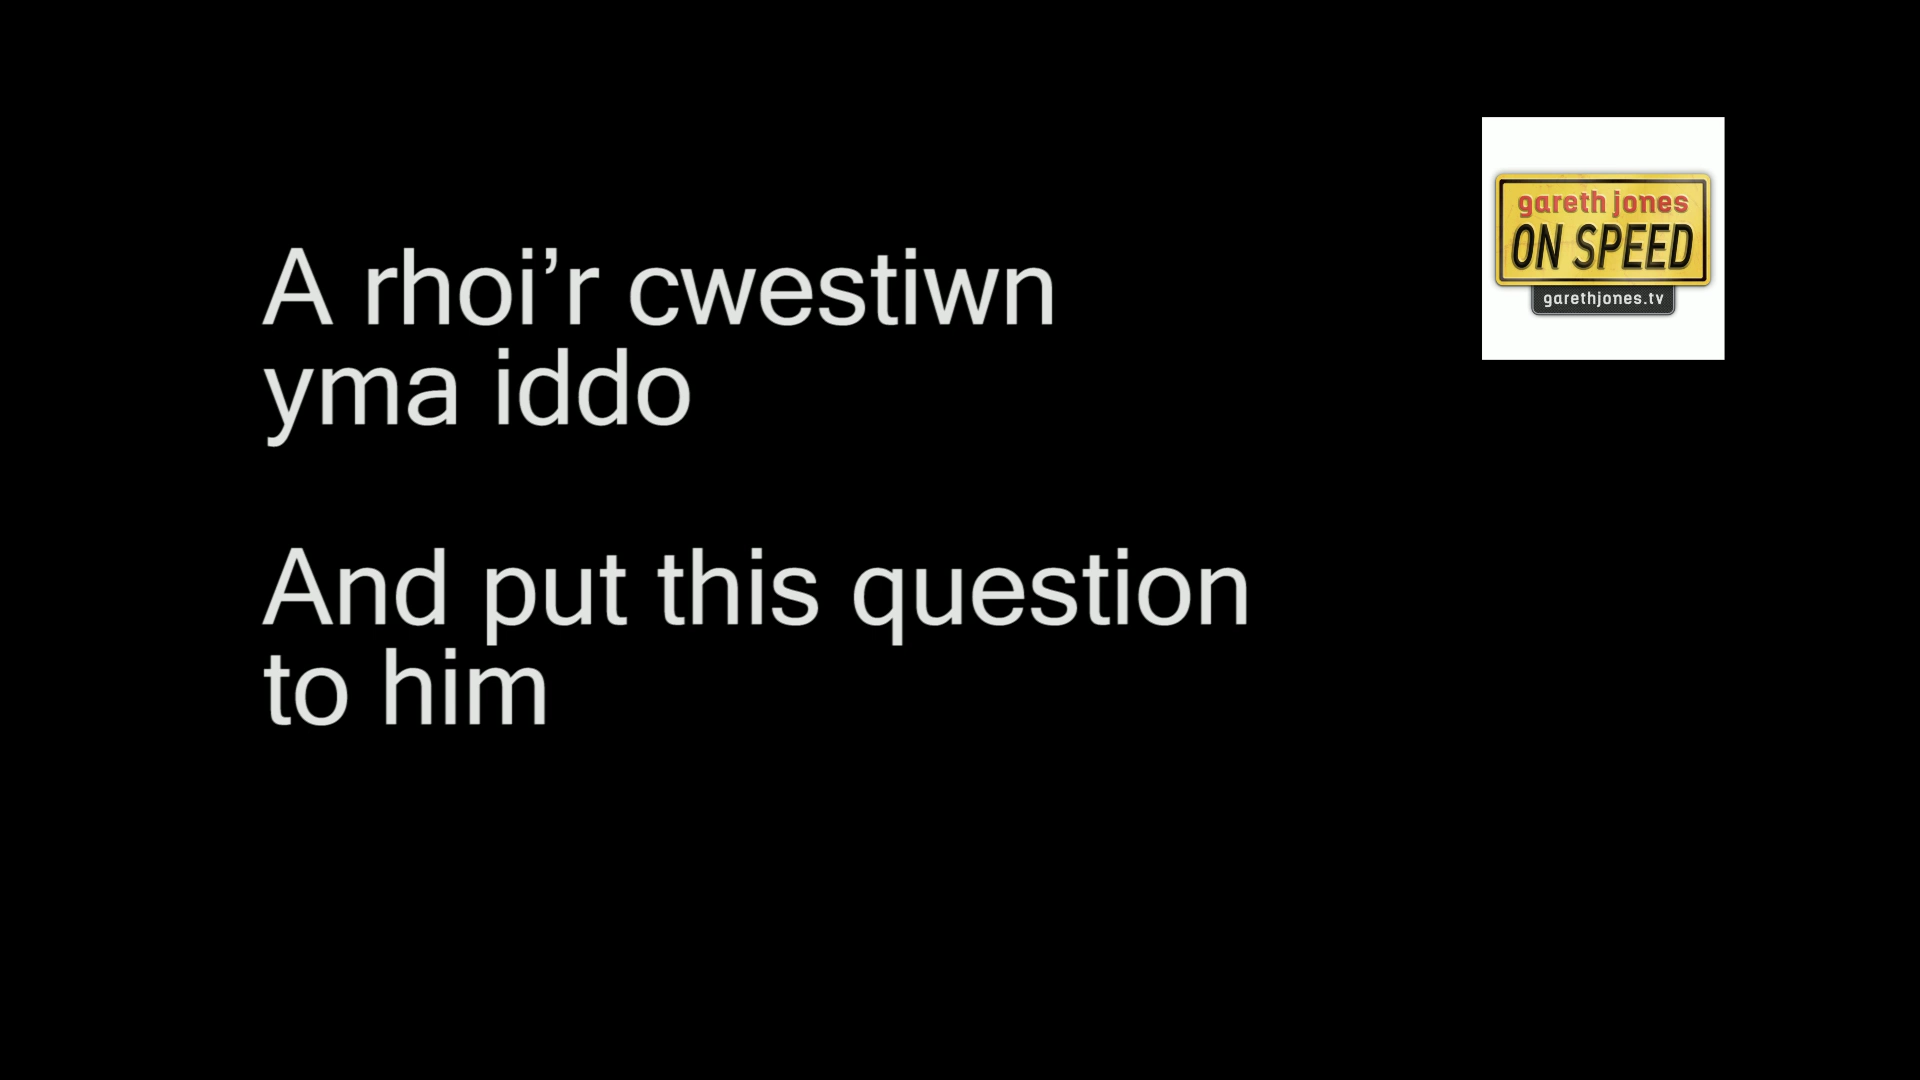 A rhoi’r cwestiwn
yma iddo
And put this question
to him
gareth jones
ON SPEED
garethjones.tv